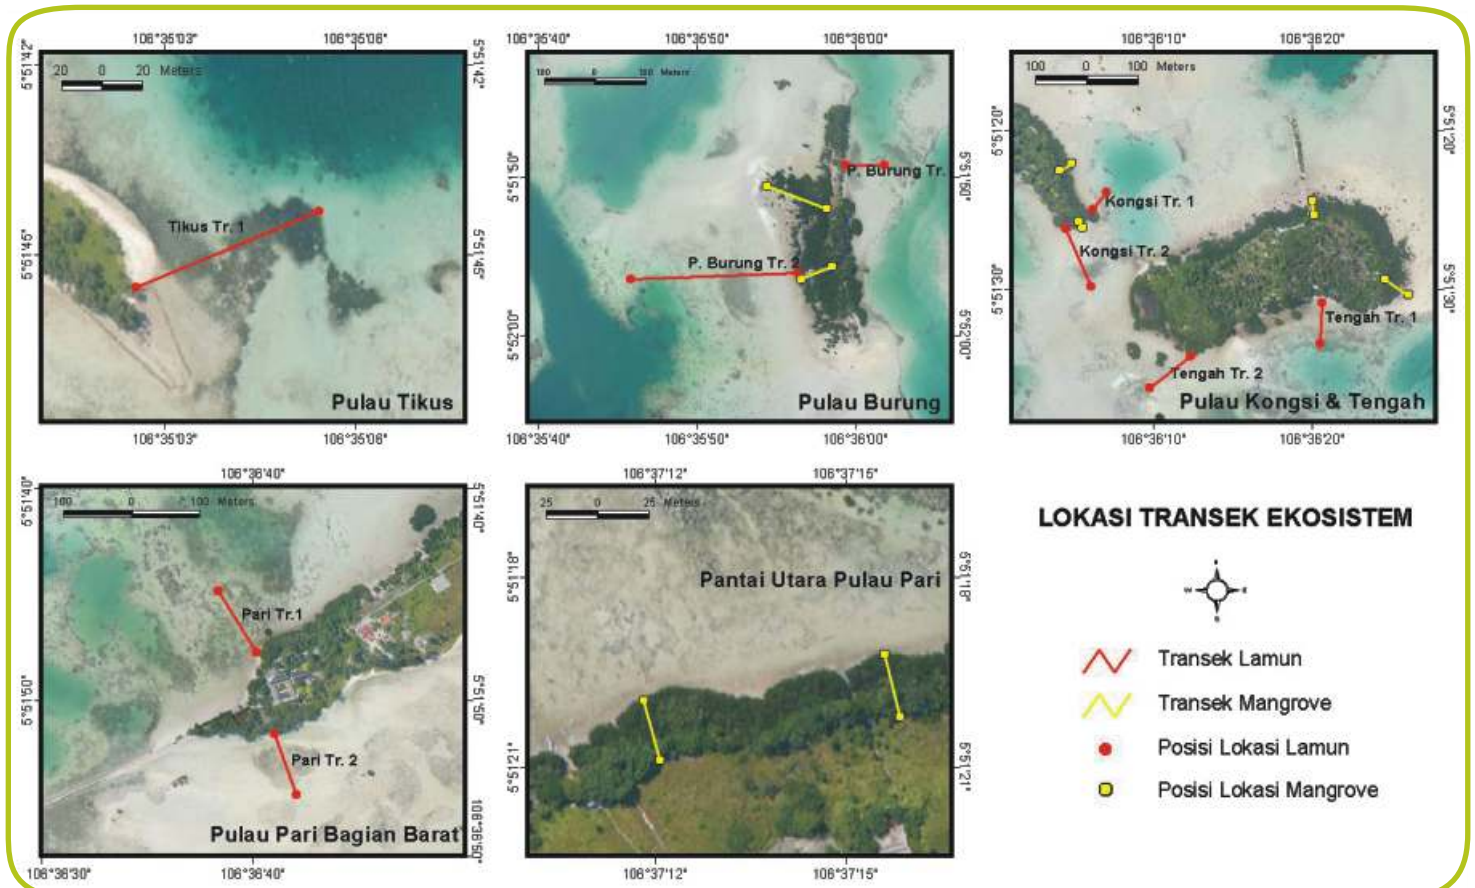 106°35'03" 106°35'06"
5°51'42" 5°51'42"
20 0 20 Meters
Tikus Tr. 1
5°51'45" 5°51'45"
Pulau Tikus
106°35'03" 106°35'06"
106°35'40" 106°35'50" 106°36'00"
100 0 100 Meters
5°51'50" 5°51'50"
P. Burung Tr.
P. Burung Tr. 2
5°52'00" 5°52'00"
Pulau Burung
106°35'40" 106°35'50" 106°36'00"
106°36'10" 106°36'20"
100 0 100 Meters
5°51'20" 5°51'20"
Kongsi Tr. 1
Kongsi Tr. 2
5°51'30" 5°51'30"
Tengah Tr. 1
Tengah Tr. 2
Pulau Kongsi & Tengah
106°36'10" 106°36'20"
106°36'40"
5°51'40" 5°51'40"
100 0 100 Meters
Pari Tr.1
5°51'50" 5°51'50"
Pari Tr. 2
Pulau Pari Bagian Barat
106°36'50"
106°36'30" 106°36'40"
106°37'12" 106°37'15"
25 0 25 Meters
5°51'18" 5°51'18"
Pantai Utara Pulau Pari
5°51'21" 5°51'21"
106°37'12" 106°37'15"
LOKASI TRANSEK EKOSISTEM
N
W E
S
Transek Lamun
Transek Mangrove
Posisi Lokasi Lamun
Posisi Lokasi Mangrove